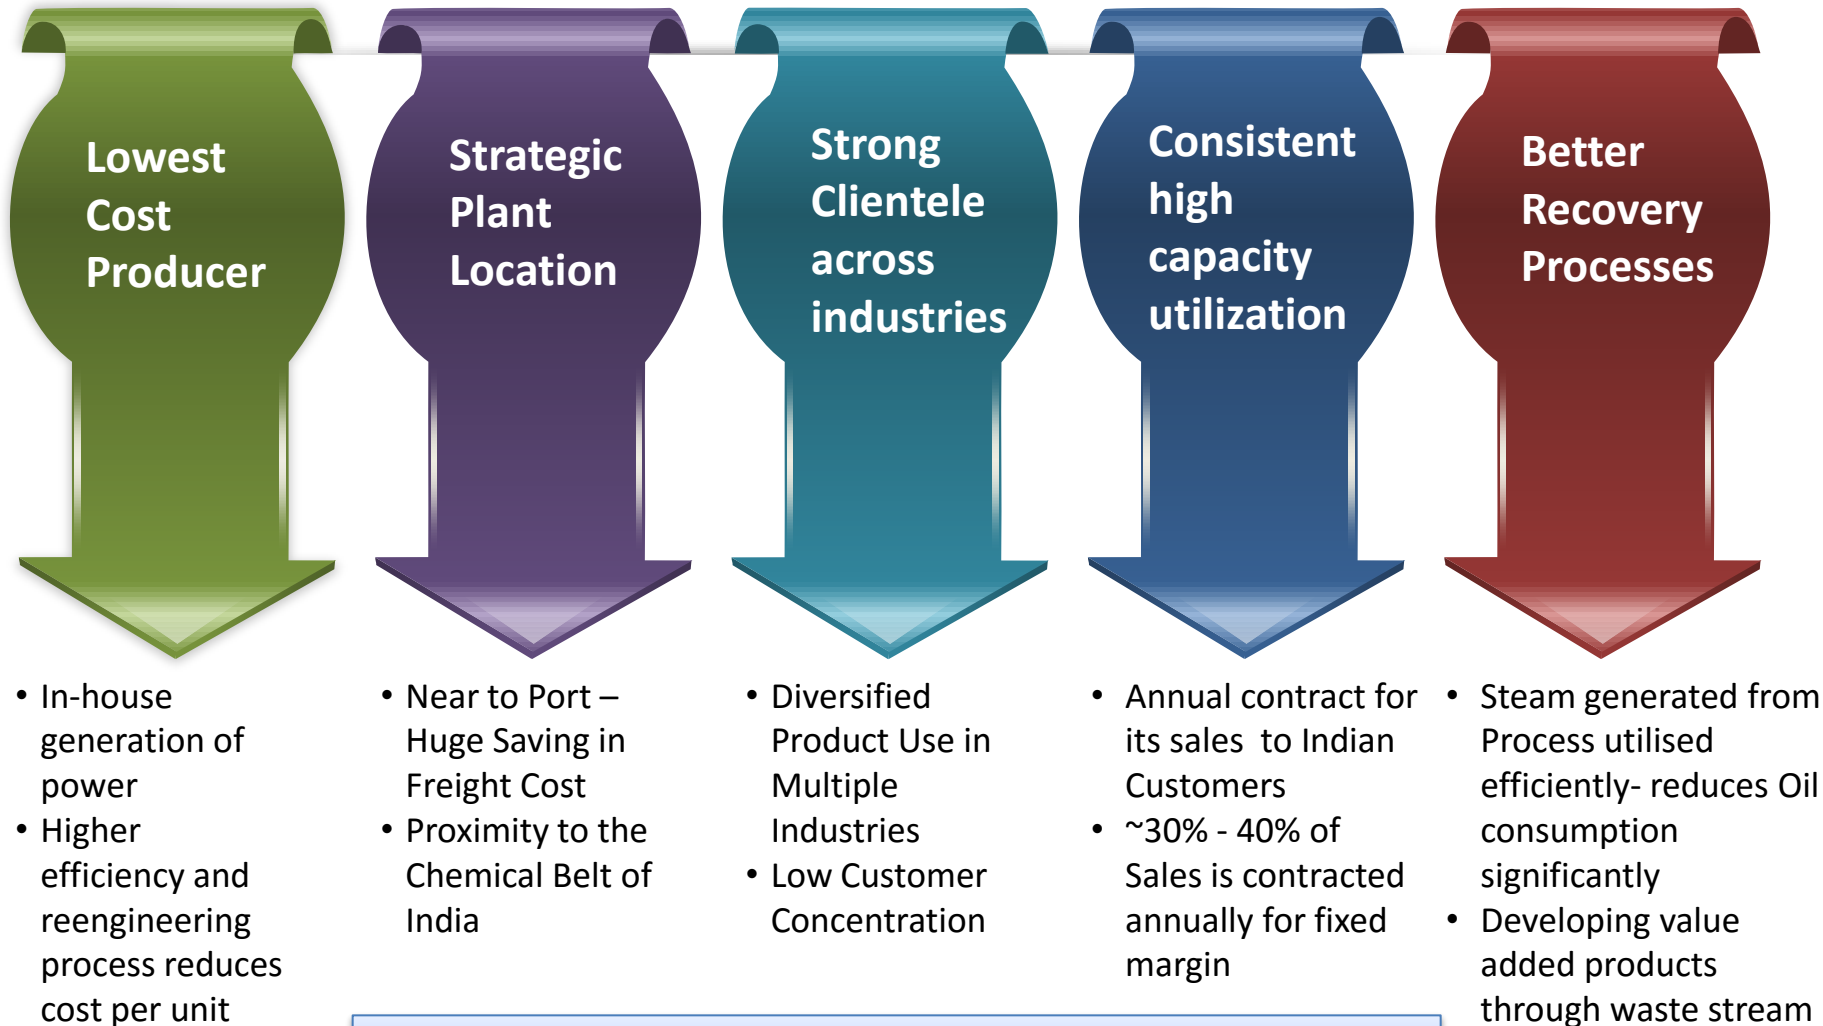 Lowest
Cost
Producer
Strategic
Plant
Location
Strong
Clientele
across
industries
Consistent
high
capacity
utilization
Better
Recovery
Processes
• In-house
generation of
power
• Higher
efficiency and
reengineering
process reduces
cost per unit
• Near to Port –
Huge Saving in
Freight Cost
• Proximity to the
Chemical Belt of
India
• Diversified
Product Use in
Multiple
Industries
• Low Customer
Concentration
• Annual contract for
its sales  to Indian
Customers
• ~30% - 40% of
Sales is contracted
annually for fixed
margin
• Steam generated from
Process utilised
efficiently- reduces Oil
consumption
significantly
• Developing value
added products
through waste stream